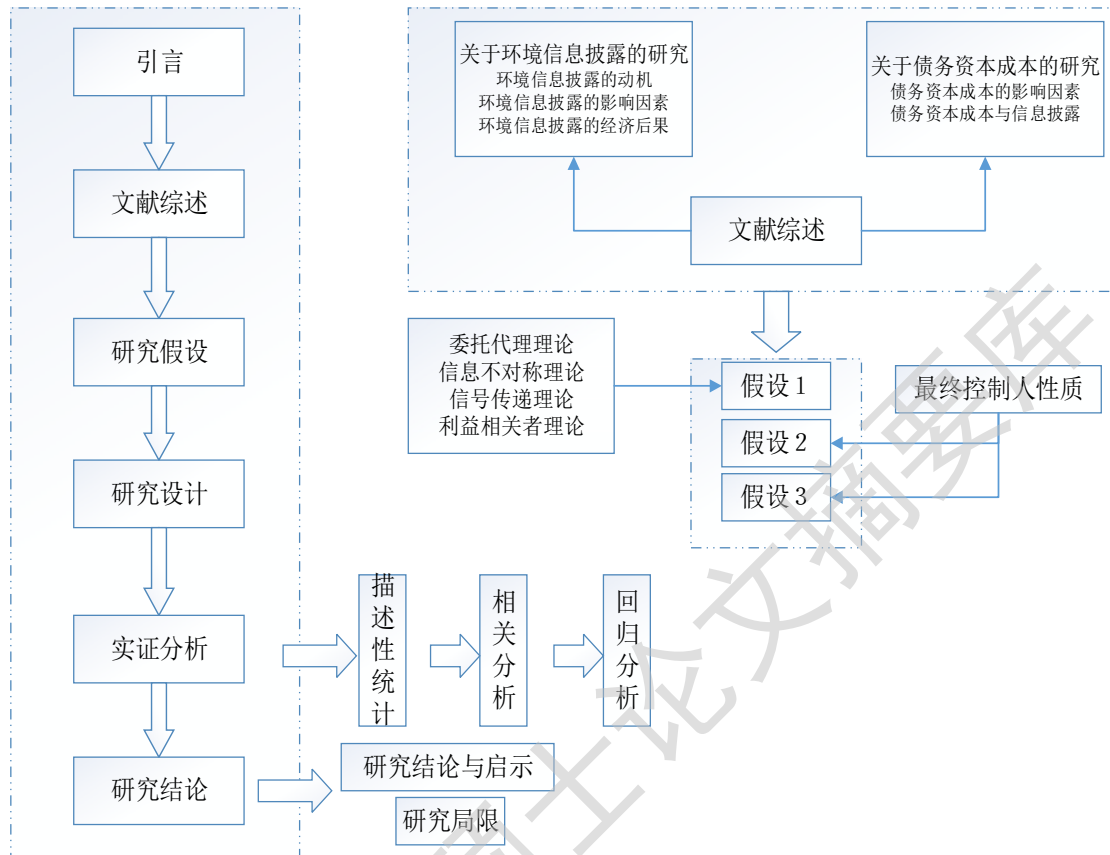 引言
文献综述
研究假设
研究设计
实证分析
研究结论
关于环境信息披露的研究
环境信息披露的动机
环境信息披露的影响因素
环境信息披露的经济后果
关于债务资本成本的研究
债务资本成本的影响因素
债务资本成本与信息披露
文献综述
委托代理理论
信息不对称理论
信号传递理论
利益相关者理论
假设 1
假设 2
假设 3
最终控制人性质
描述性统计
相关分析
回归分析
研究结论与启示
研究局限
士论文摘要库